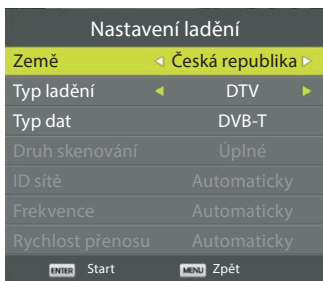 Nastavení ladění
Země Česká republika
Typ ladění DTV
Typ dat DVB-T
Druh skenování Úplné
ID sítě Automaticky
Frekvence Automaticky
Rychlost přenosu Automaticky
ENTER Start MENU Zpět